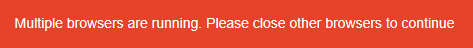 Multiple browsers are running. Please close other browsers to continue